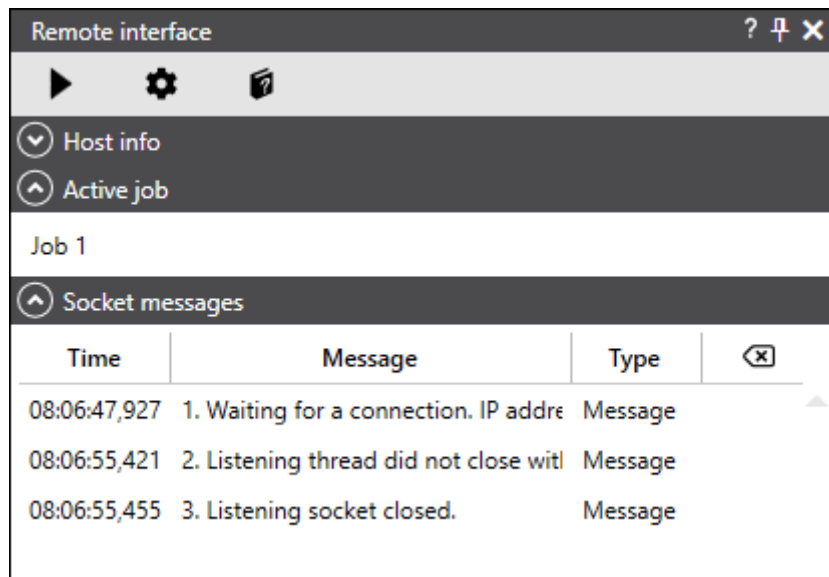 Remote interface ?
Host info
Active job
Job 1
Socket messages
Time Message Type
08:06:47,927 1. Waiting for a connection. IP addre Message
08:06:55,421 2. Listening thread did not close wit Message
08:06:55,455 3. Listening socket closed. Message